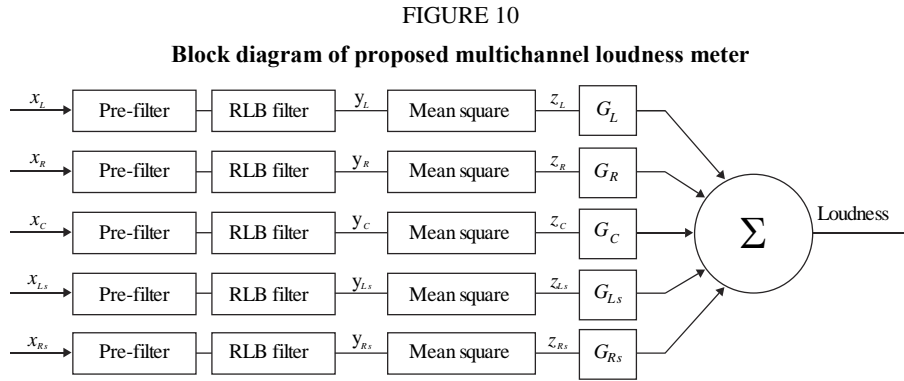 FIGURE 10
Block diagram of proposed multichannel loudness meter
x_L Pre-filter RLB filter y_L Mean square z_L G_L
x_R Pre-filter RLB filter y_R Mean square z_R G_R
x_C Pre-filter RLB filter y_C Mean square z_C G_C Σ Loudness
x_Ls Pre-filter RLB filter y_Ls Mean square z_Ls G_Ls
x_Rs Pre-filter RLB filter y_Rs Mean square z_Rs G_Rs